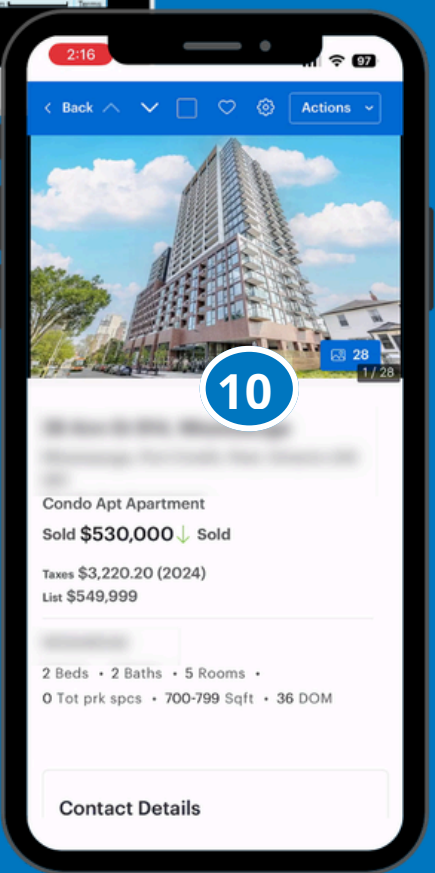 Terms
2:16
97
Back
Actions
28
1 / 28
10
Condo Apt Apartment
Sold $530,000↓ Sold
Taxes $3,220.20 (2024)
List $549,999
2 Beds • 2 Baths • 5 Rooms •
0 Tot prk spcs • 700-799 Sqft • 36 DOM
Contact Details